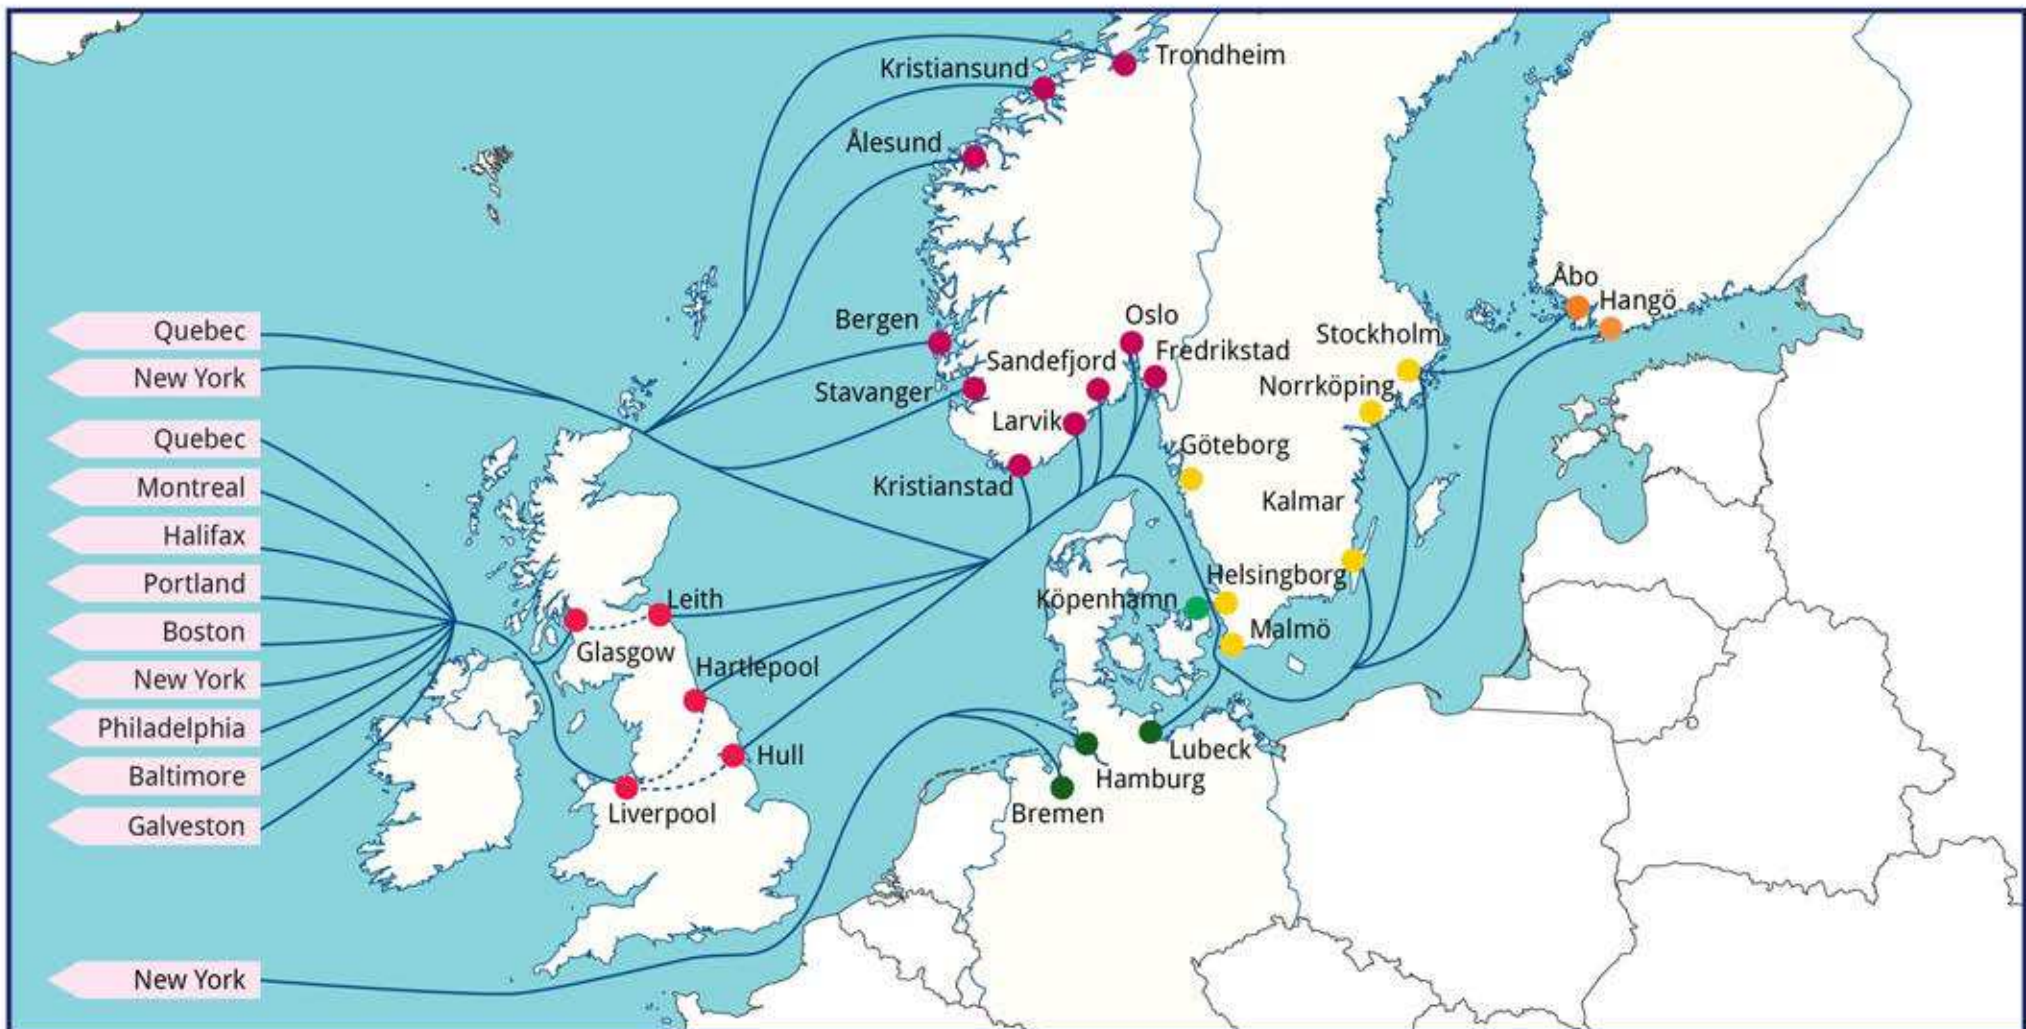 Trondheim
Kristiansund
Ålesund
Åbo
Hangö
Bergen
Oslo
Quebec
Stockholm
Fredrikstad
Sandefjord
New York
Norrköping
Stavanger
Larvik
Quebec
Göteborg
Kristianstad
Montreal
Kalmar
Halifax
Helsingborg
Portland
Leith
Köpenhamn
Boston
Malmö
Glasgow
Hartlepool
New York
Philadelphia
Hull
Lubeck
Baltimore
Hamburg
Liverpool
Bremen
Galveston
New York